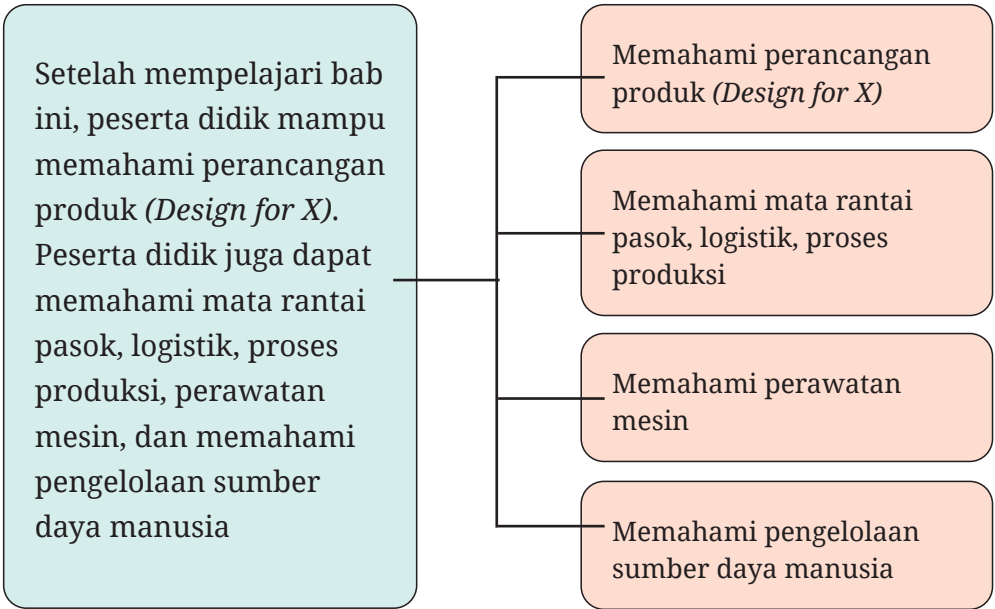 Setelah mempelajari bab
ini, peserta didik mampu
memahami perancangan
produk (Design for X).
Peserta didik juga dapat
memahami mata rantai
pasok, logistik, proses
produksi, perawatan
mesin, dan memahami
pengelolaan sumber
daya manusia
Memahami perancangan
produk (Design for X)
Memahami mata rantai
pasok, logistik, proses
produksi
Memahami perawatan
mesin
Memahami pengelolaan
sumber daya manusia